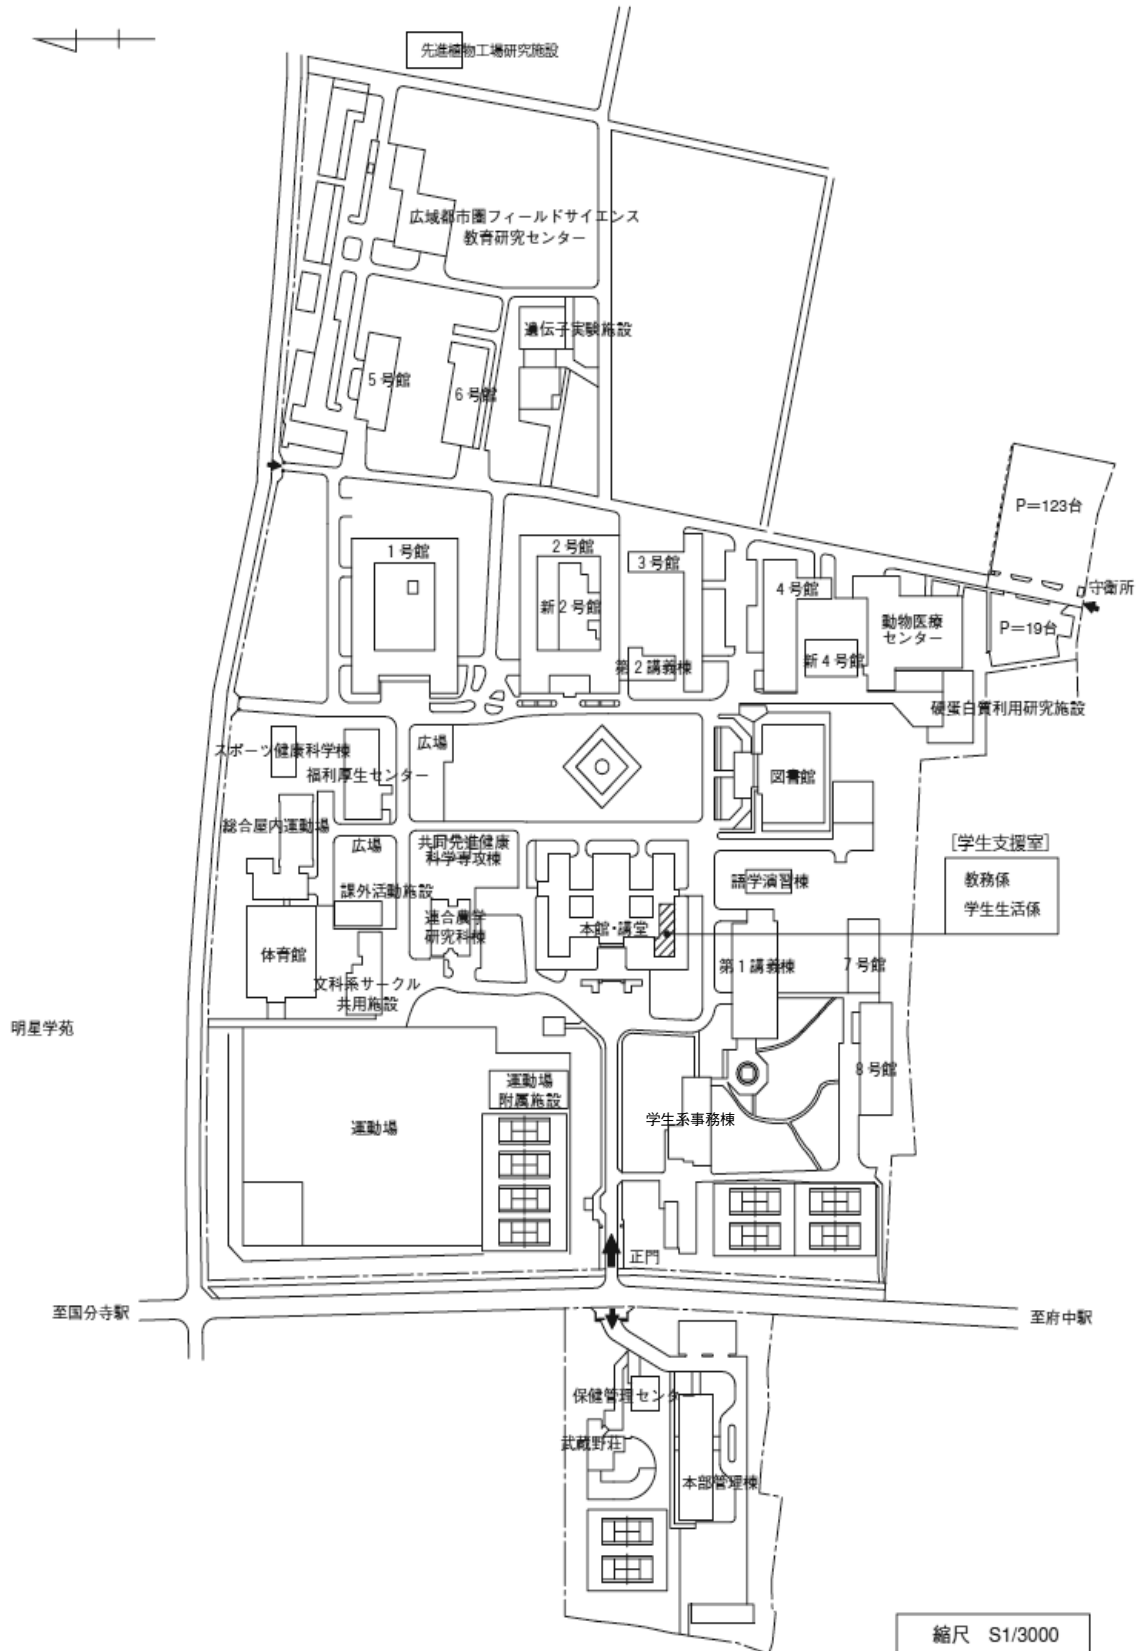 先進植物工場研究施設
広域都市圏フィールドサイエンス
教育研究センター
遺伝子実験施設
5号館
6号館
P=123台
1号館
2号館
3号館
4号館
守衛所
新2号館
動物医療
センター
P=19台
第2講義棟
新4号館
硬蛋白質利用研究施設
スポーツ健康科学棟
広場
福利厚生センター
図書館
総合屋内運動場
広場
共同先進健康
科学専攻棟
[学生支援室]
教務係
学生生活係
課外活動施設
語学演習棟
連合農学
研究科棟
本館・講堂
体育館
第1講義棟
7号館
文科系サークル
共用施設
明星学苑
8号館
運動場
附属施設
運動場
学生系事務棟
正門
至国分寺駅
至府中駅
保健管理センター
武蔵野荘
本部管理棟
縮尺 S1/3000